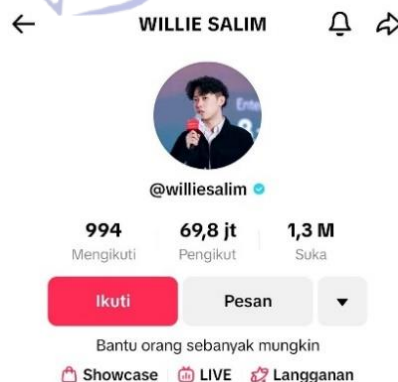 WILLIE SALIM
Ente
@williesalim
994 69,8 jt 1,3 M
Mengikuti Pengikut Suka
Ikuti Pesan
Bantu orang sebanyak mungkin
Showcase LIVE Langganan